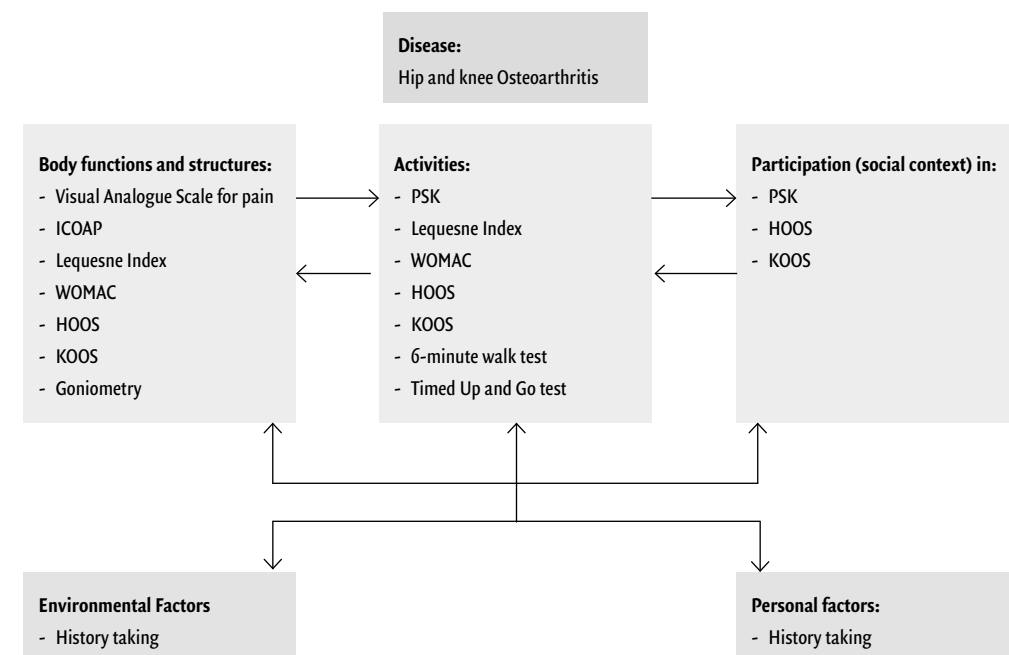 Disease:
Hip and knee Osteoarthritis
Body functions and structures:
- Visual Analogue Scale for pain
- ICOAP
- Lequesne Index
- WOMAC
- HOOS
- KOOS
- Goniometry
Activities:
- PSK
- Lequesne Index
- WOMAC
- HOOS
- KOOS
- 6-minute walk test
- Timed Up and Go test
Participation (social context) in:
- PSK
- HOOS
- KOOS
Environmental Factors
- History taking
Personal factors:
- History taking